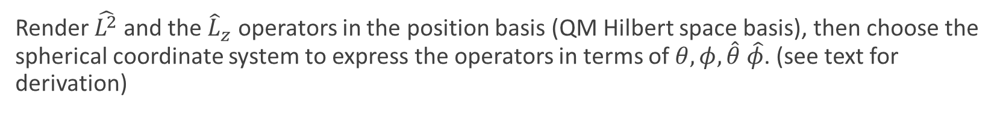 Render $\widehat{L^2}$ and the $\hat{L}_z$ operators in the position basis (QM Hilbert space basis), then choose the
spherical coordinate system to express the operators in terms of $\theta, \phi, \hat{\theta}\ \hat{\phi}$. (see text for
derivation)